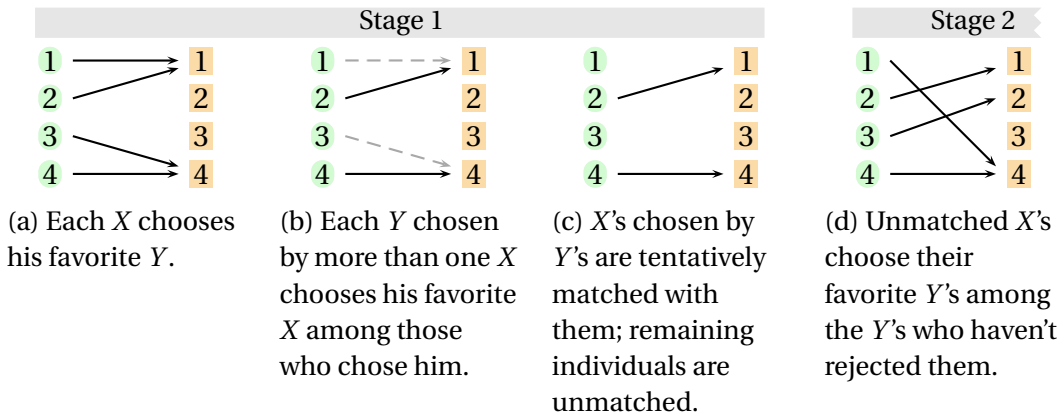 Stage 1
Stage 2
1 1
2 2
3 3
4 4
(a) Each X chooses
his favorite Y.
1 1
2 2
3 3
4 4
(b) Each Y chosen
by more than one X
chooses his favorite
X among those
who chose him.
1 1
2 2
3 3
4 4
(c) X's chosen by
Y's are tentatively
matched with
them; remaining
individuals are
unmatched.
1 1
2 2
3 3
4 4
(d) Unmatched X's
choose their
favorite Y's among
the Y's who haven't
rejected them.